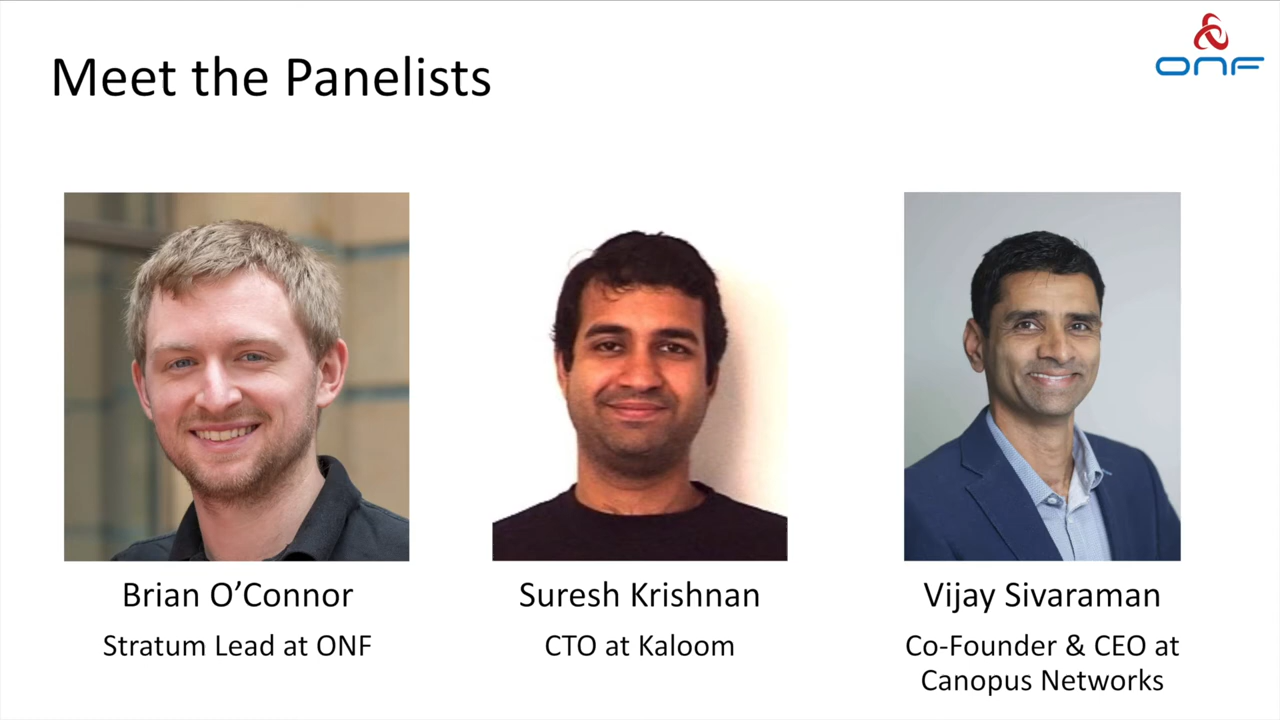 Meet the Panelists
ONF
Brian O’Connor
Stratum Lead at ONF
Suresh Krishnan
CTO at Kaloom
Vijay Sivaraman
Co-Founder & CEO at
Canopus Networks